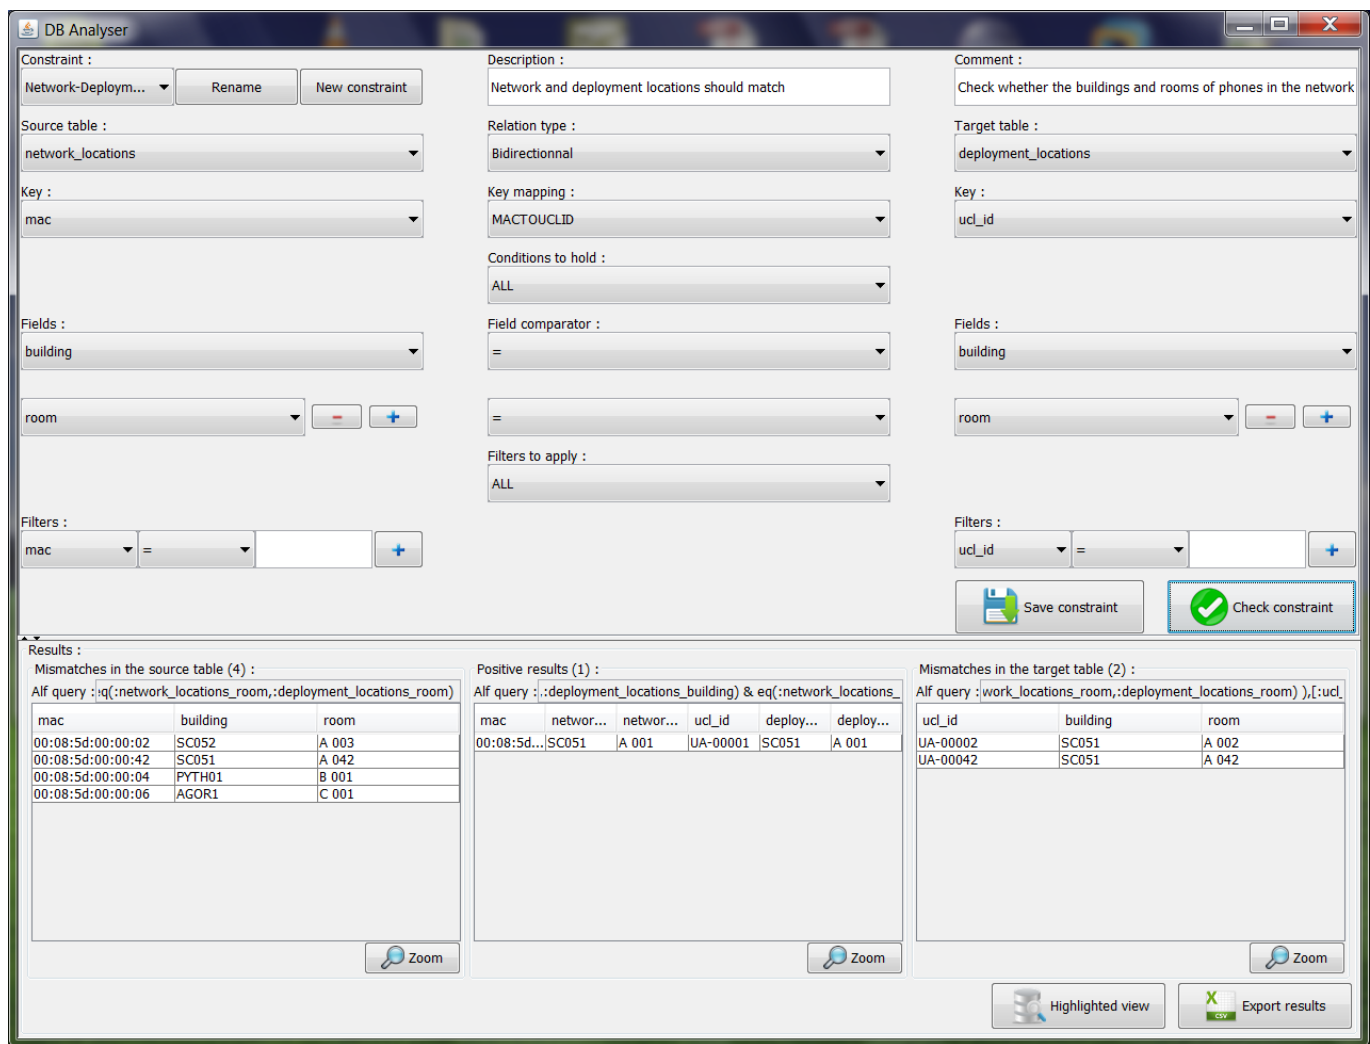 DB Analyser
Constraint : Description : Comment :
Network-Deploym... Rename New constraint Network and deployment locations should match Check whether the buildings and rooms of phones in the network
Source table : Relation type : Target table :
network_locations Bidirectionnal deployment_locations
Key : Key mapping : Key :
mac MACTOUCLID ucl_id
Conditions to hold :
ALL
Fields : Field comparator : Fields :
building = building
room - + = room - +
Filters to apply :
ALL
Filters : Filters :
mac = + ucl_id = +
Save constraint Check constraint
Results :
Mismatches in the source table (4) : Positive results (1) : Mismatches in the target table (2) :
Alf query : eq(:network_locations_room,:deployment_locations_room) Alf query : .:deployment_locations_building) & eq(:network_locations_ Alf query : work_locations_room,:deployment_locations_room) ),[:ucl_
mac building room mac networ... networ... ucl_id deploy... deploy... ucl_id building room
00:08:5d:00:00:02 SC052 A 003 00:08:5d... SC051 A 001 UA-00001 SC051 A 001 UA-00002 SC051 A 002
00:08:5d:00:00:42 SC051 A 042 UA-00042 SC051 A 042
00:08:5d:00:00:04 PYTH01 B 001
00:08:5d:00:00:06 AGOR1 C 001
Zoom Zoom Zoom
Highlighted view X CSV Export results